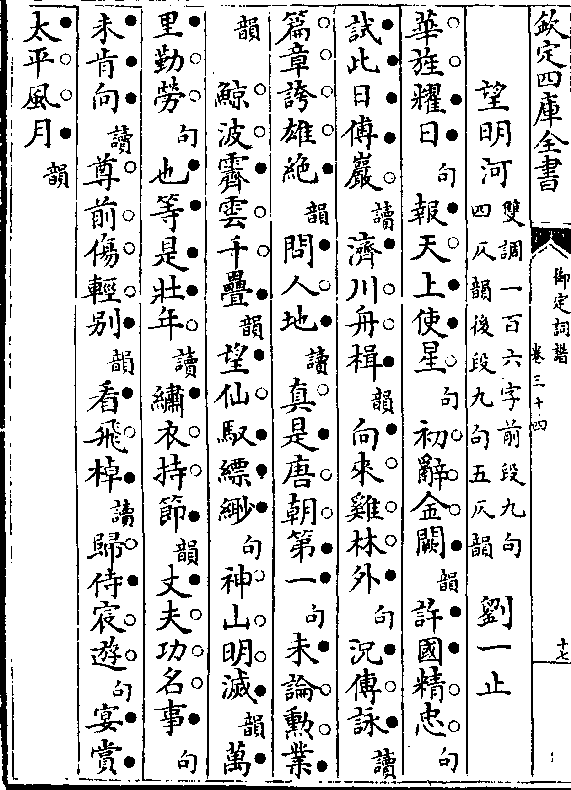 欽定四庫全書
御定詞譜
卷三十四
十七
望明河
雙調一百六字前段九句
四仄韻後段九句五仄韻
劉一止
華旌耀日句報天上使星句初辭金闕韻許國精忠句
試此日傅巖讀濟川舟楫韻向來雞林外句況傳詠讀
篇章誇雄絶韻問人地讀真是唐朝第一句未論勲業
韻鯨波霽雲千疊韻望仙馭縹緲句神山明滅韻萬
里勤勞句也等是壯年讀繡衣持節韻丈夫功名事句
未肯向讀尊前傷輕别韻看飛棹讀歸侍宸遊句宴賞
太平風月韻